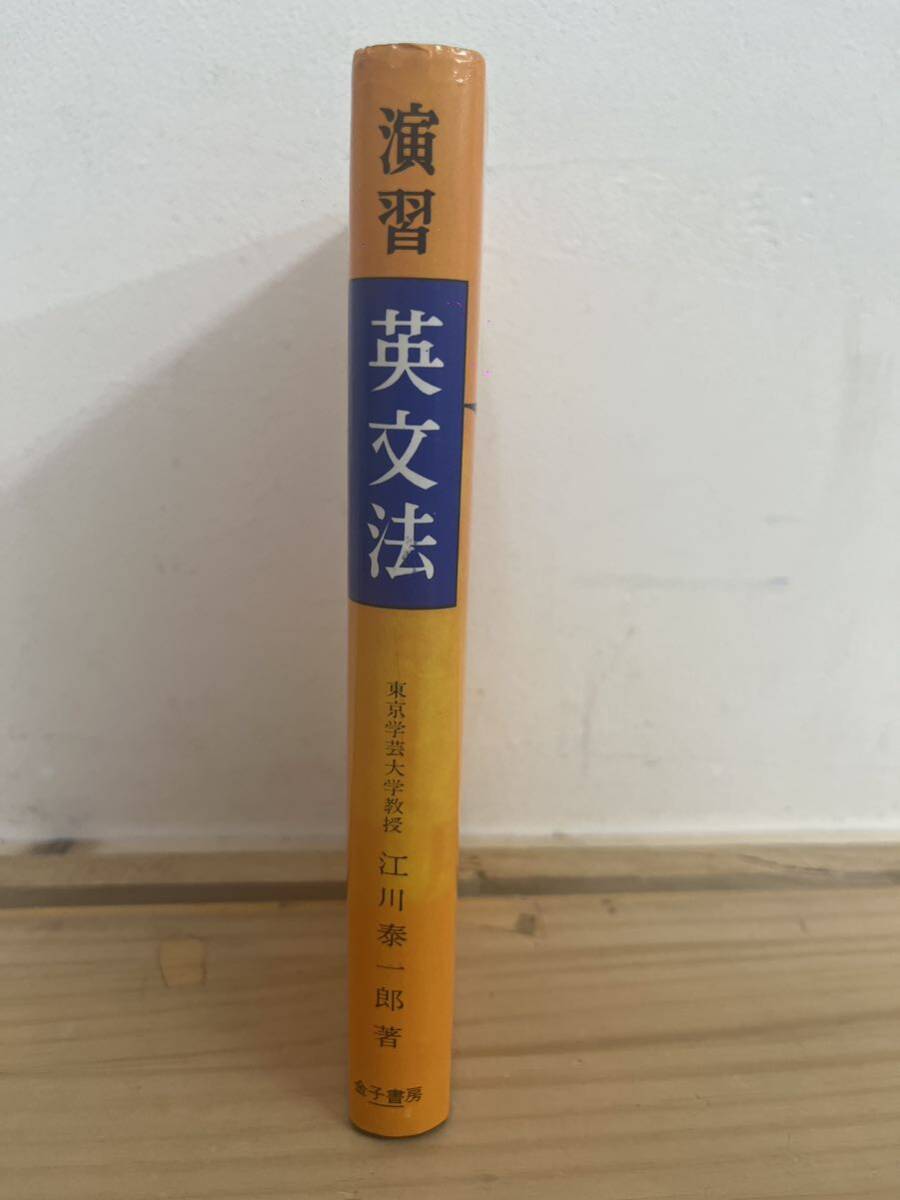 演習
英文法
東京学芸大学教授
江川泰一郎著
金子書房